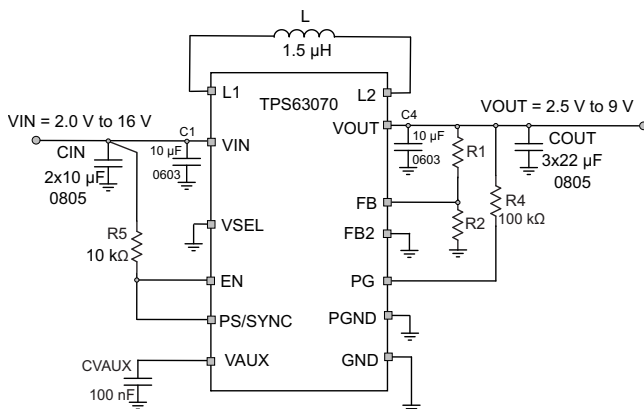 L
1.5 µH
L1
L2
TPS63070
VIN = 2.0 V to 16 V
VOUT = 2.5 V to 9 V
C1
C4
VIN
VOUT
CIN
10 µF
10 µF
COUT
2x10 µF
0603
0603
R1
3x22 µF
0805
0805
R4
100 kΩ
FB
VSEL
R2
R5
10 kΩ
FB2
EN
PG
PS/SYNC
PGND
CVAUX
VAUX
GND
100 nF